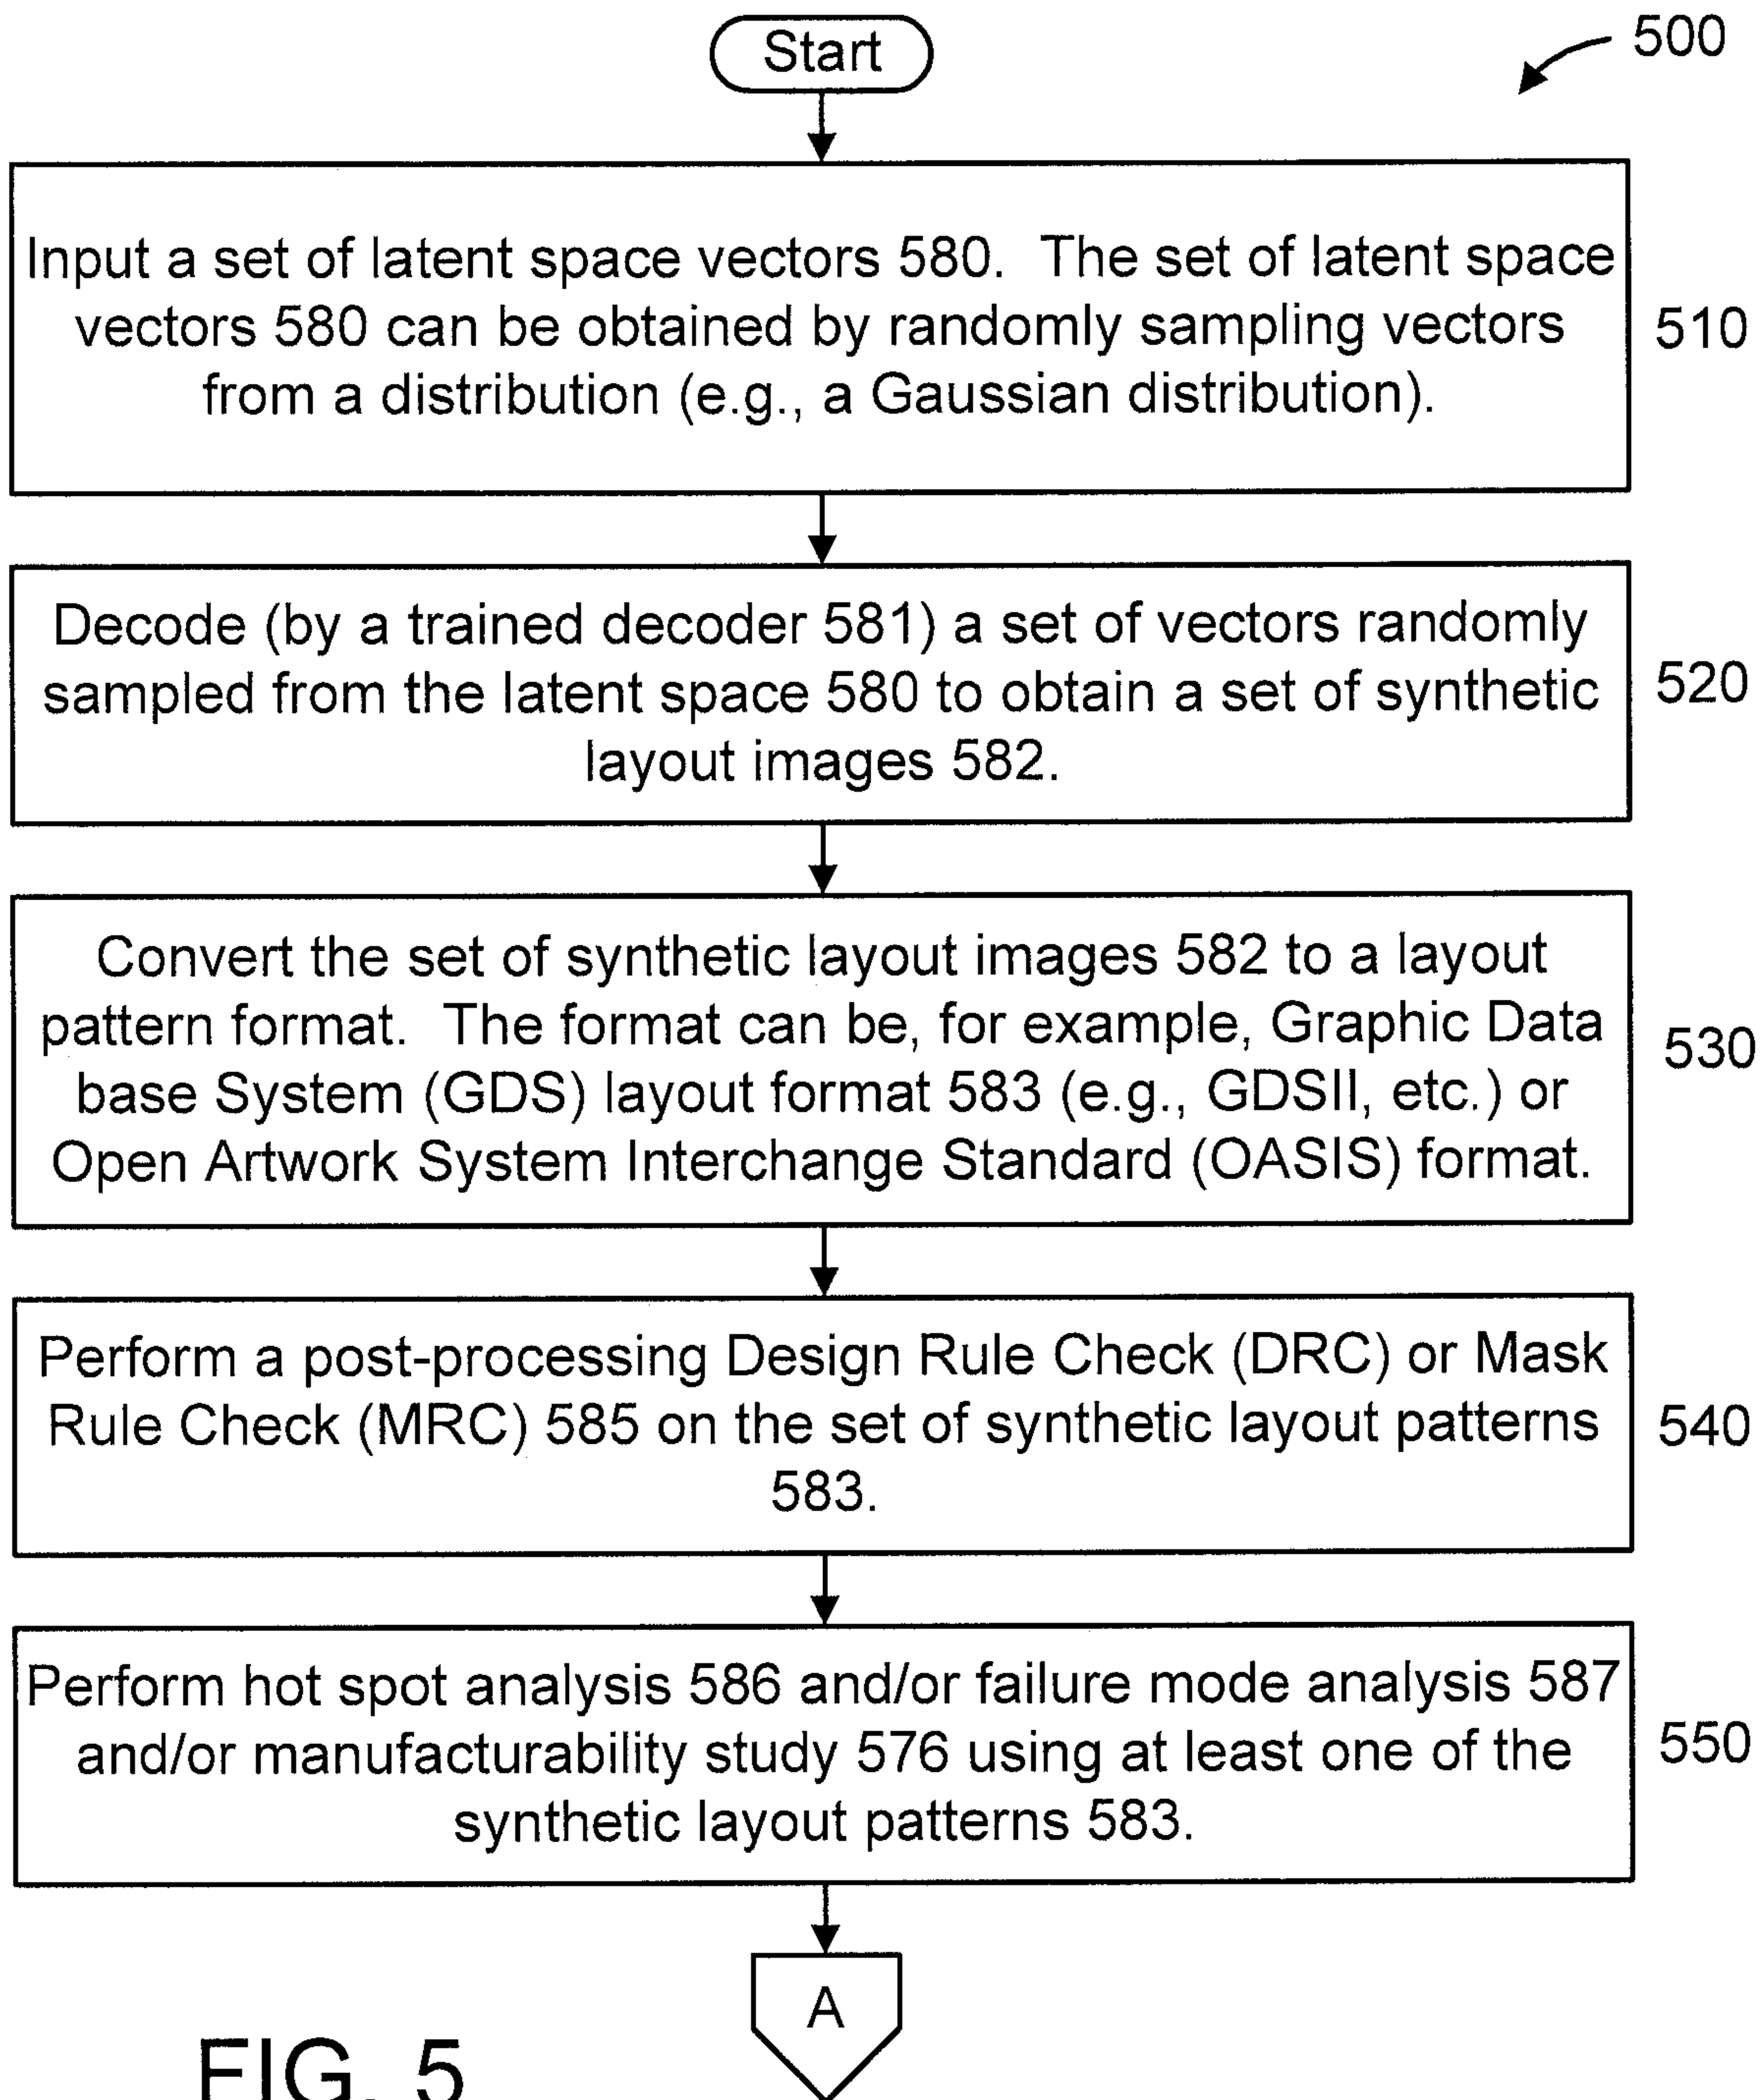 Start
500
Input a set of latent space vectors 580.  The set of latent space
vectors 580 can be obtained by randomly sampling vectors
from a distribution (e.g., a Gaussian distribution).
510
Decode (by a trained decoder 581) a set of vectors randomly
sampled from the latent space 580 to obtain a set of synthetic
layout images 582.
520
Convert the set of synthetic layout images 582 to a layout
pattern format.  The format can be, for example, Graphic Data
base System (GDS) layout format 583 (e.g., GDSII, etc.) or
Open Artwork System Interchange Standard (OASIS) format.
530
Perform a post-processing Design Rule Check (DRC) or Mask
Rule Check (MRC) 585 on the set of synthetic layout patterns
583.
540
Perform hot spot analysis 586 and/or failure mode analysis 587
and/or manufacturability study 576 using at least one of the
synthetic layout patterns 583.
550
A
FIG. 5